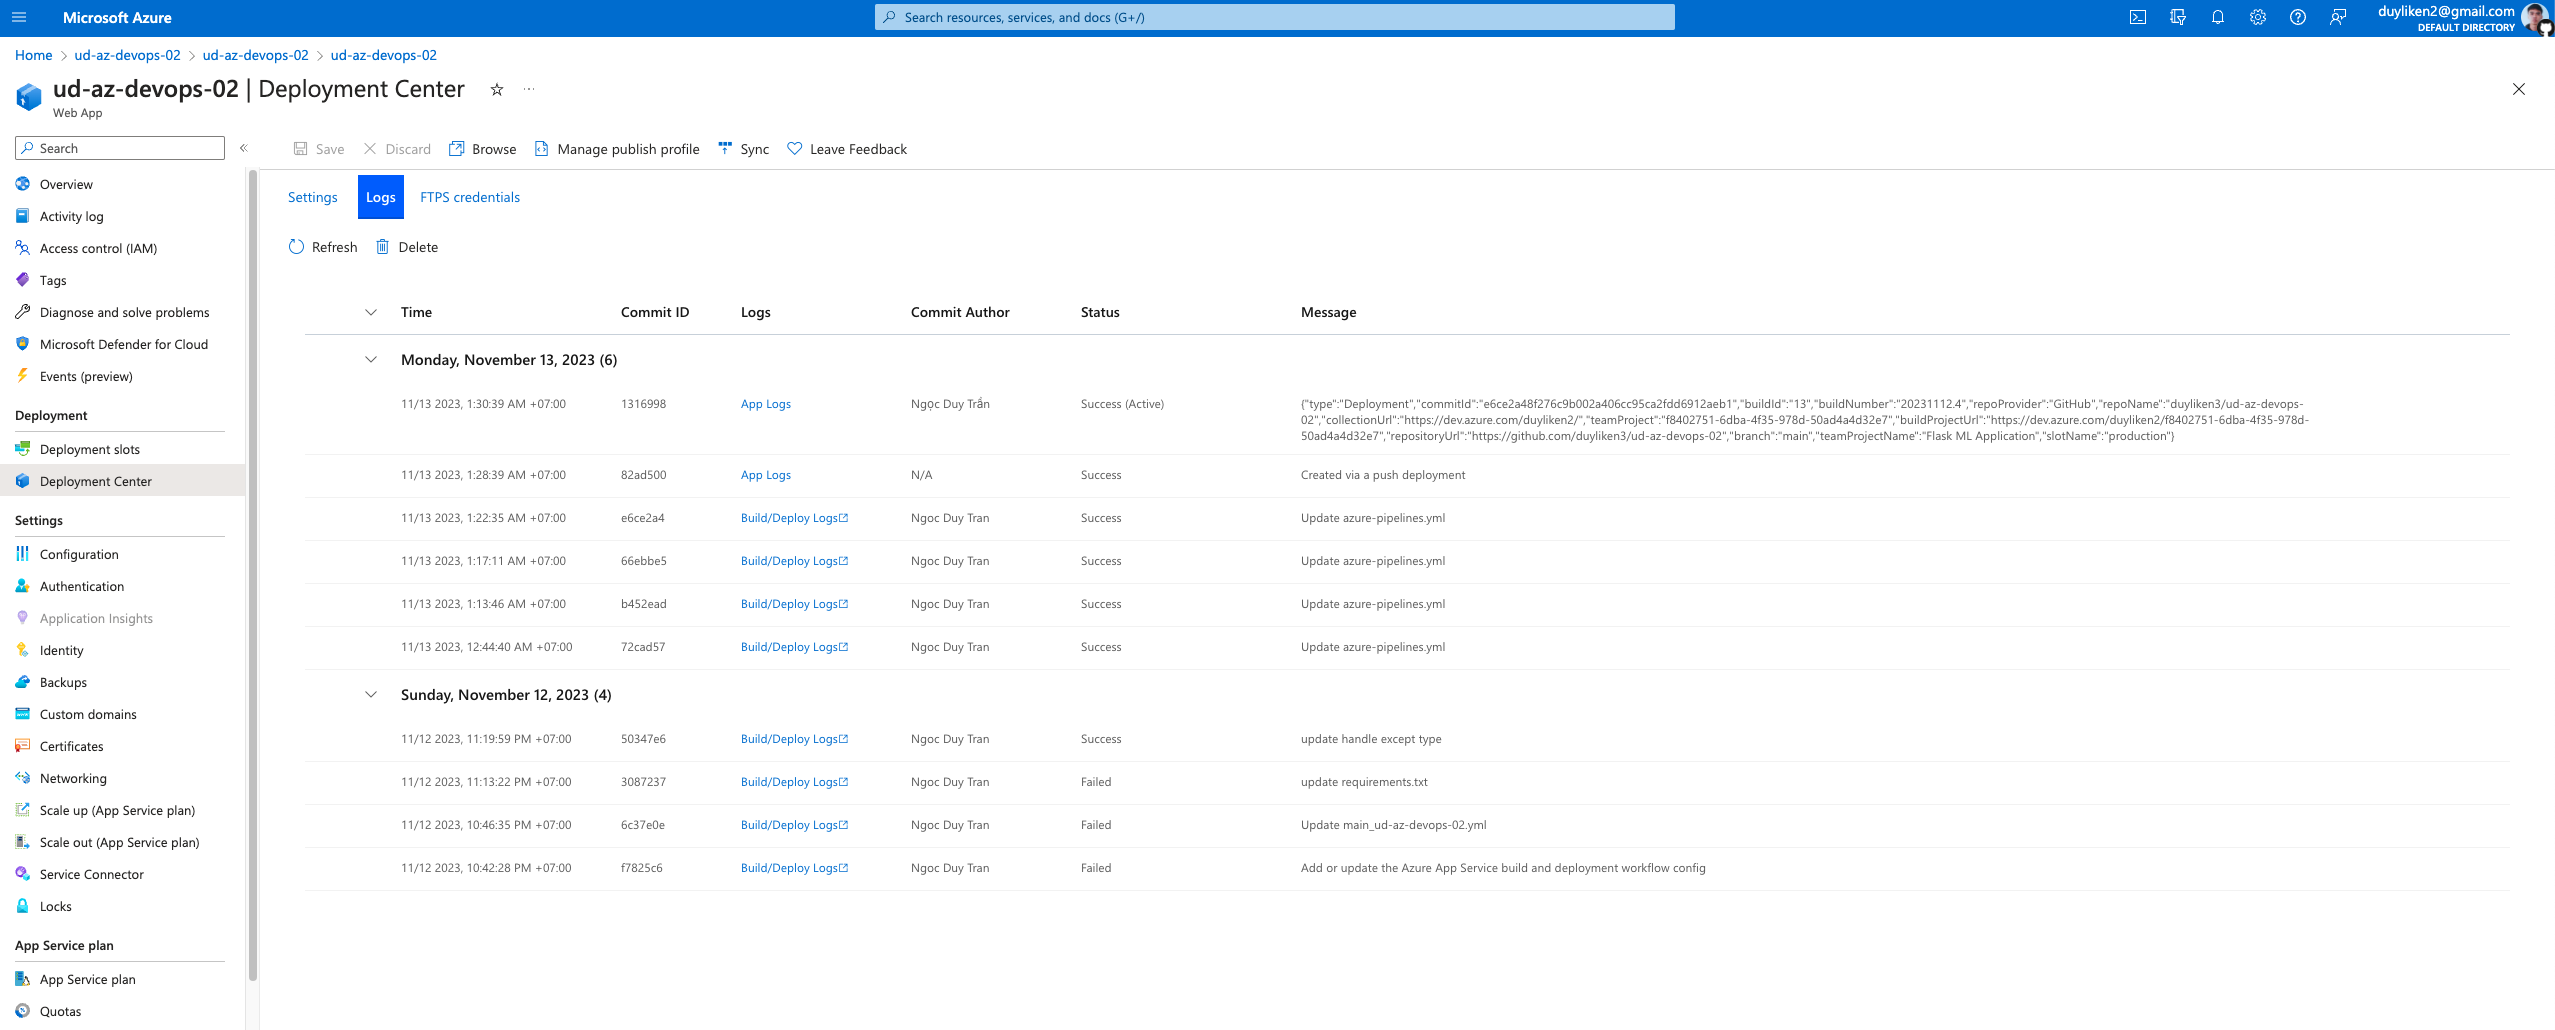 Microsoft Azure
Search resources, services, and docs (G+/)
duyliken2@gmail.com
DEFAULT DIRECTORY
Home > ud-az-devops-02 > ud-az-devops-02 > ud-az-devops-02
ud-az-devops-02 | Deployment Center
Web App
Search
Save Discard Browse Manage publish profile Sync Leave Feedback
Overview
Activity log
Access control (IAM)
Tags
Diagnose and solve problems
Microsoft Defender for Cloud
Events (preview)
Deployment
Deployment slots
Deployment Center
Settings
Configuration
Authentication
Application Insights
Identity
Backups
Custom domains
Certificates
Networking
Scale up (App Service plan)
Scale out (App Service plan)
Service Connector
Locks
App Service plan
App Service plan
Quotas
Settings Logs FTPS credentials
Refresh Delete
Time Commit ID Logs Commit Author Status Message
Monday, November 13, 2023 (6)
11/13 2023, 1:30:39 AM +07:00 1316998 App Logs Ngọc Duy Trần Success (Active) {"type":"Deployment","commitId":"e6ce2a48f276c9b002a406cc95ca2fdd6912aeb1","buildId":"13","buildNumber":"20231112.4","repoProvider":"GitHub","repoName":"duyliken3/ud-az-devops-
02","collectionUrl":"https://dev.azure.com/duyliken2/","teamProject":"f8402751-6dba-4f35-978d-50ad4a4d32e7","buildProjectUrl":"https://dev.azure.com/duyliken2/f8402751-6dba-4f35-978d-
50ad4a4d32e7","repositoryUrl":"https://github.com/duyliken3/ud-az-devops-02","branch":"main","teamProjectName":"Flask ML Application","slotName":"production"}
11/13 2023, 1:28:39 AM +07:00 82ad500 App Logs N/A Success Created via a push deployment
11/13 2023, 1:22:35 AM +07:00 e6ce2a4 Build/Deploy Logs Ngoc Duy Tran Success Update azure-pipelines.yml
11/13 2023, 1:17:11 AM +07:00 66ebbe5 Build/Deploy Logs Ngoc Duy Tran Success Update azure-pipelines.yml
11/13 2023, 1:13:46 AM +07:00 b452ead Build/Deploy Logs Ngoc Duy Tran Success Update azure-pipelines.yml
11/13 2023, 12:44:40 AM +07:00 72cad57 Build/Deploy Logs Ngoc Duy Tran Success Update azure-pipelines.yml
Sunday, November 12, 2023 (4)
11/12 2023, 11:19:59 PM +07:00 50347e6 Build/Deploy Logs Ngoc Duy Tran Success update handle except type
11/12 2023, 11:13:22 PM +07:00 3087237 Build/Deploy Logs Ngoc Duy Tran Failed update requirements.txt
11/12 2023, 10:46:35 PM +07:00 6c37e0e Build/Deploy Logs Ngoc Duy Tran Failed Update main_ud-az-devops-02.yml
11/12 2023, 10:42:28 PM +07:00 f7825c6 Build/Deploy Logs Ngoc Duy Tran Failed Add or update the Azure App Service build and deployment workflow config